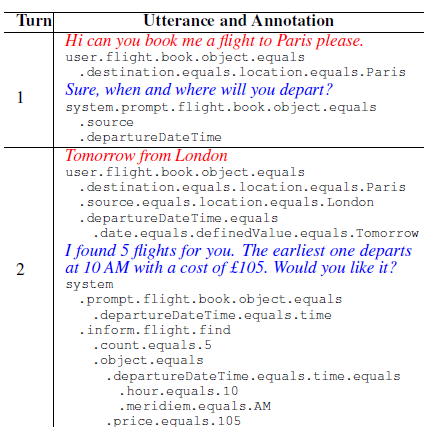 Turn Utterance and Annotation
Hi can you book me a flight to Paris please.
user.flight.book.object.equals
.destination.equals.location.equals.Paris
1
Sure, when and where will you depart?
system.prompt.flight.book.object.equals
.source
.departureDateTime
Tomorrow from London
user.flight.book.object.equals
.destination.equals.location.equals.Paris
.source.equals.location.equals.London
.departureDateTime.equals
.date.equals.definedValue.equals.Tomorrow
2
I found 5 flights for you. The earliest one departs
at 10 AM with a cost of £105. Would you like it?
system
.prompt.flight.book.object.equals
.departureDateTime.equals.time
.inform.flight.find
.count.equals.5
.object.equals
.departureDateTime.equals.time.equals
.hour.equals.10
.meridiem.equals.AM
.price.equals.105